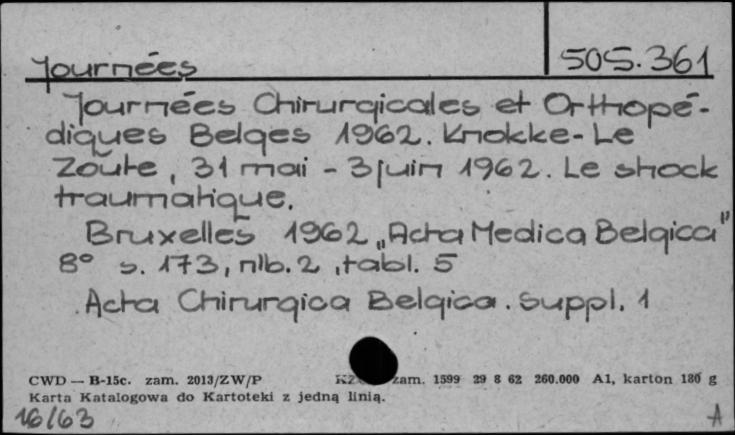 Journées
505.361
Journées Chirurgicales et Orthopé-
diques Belges 1962. Knokke-Le
Zoute, 31 mai - 3 juin 1962. Le shock
traumatique.
Bruxelles 1962 „Acta Medica Belgica"
8° s. 173, nlb. 2, tabl. 5
Acta Chirurgica Belgica. Suppl. 1
CWD — B-15c. zam. 2013/ZW/P zam. 1599 29 8 62 260.000 A1, karton 180 g
Karta Katalogowa do Kartoteki z jedną linią.
16/63 A